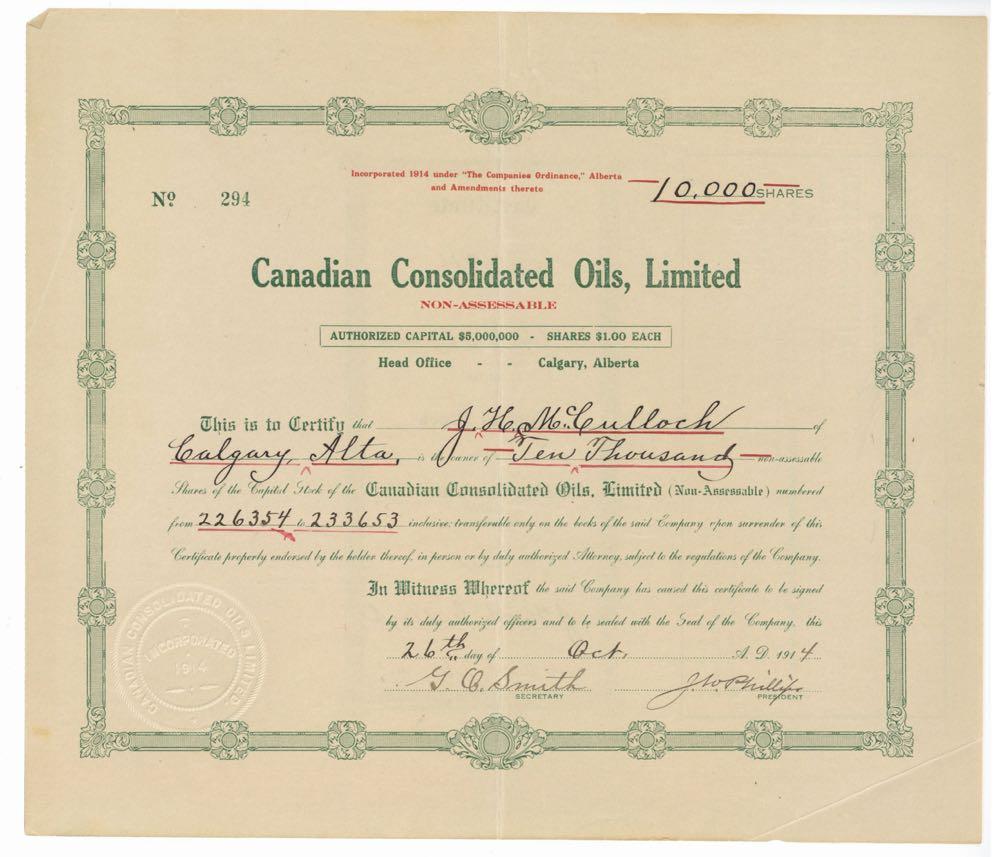 Incorporated 1914 under "The Companies Ordinance," Alberta
and Amendments thereto
Nº 294
10,000 SHARES
Canadian Consolidated Oils, Limited
NON-ASSESSABLE
AUTHORIZED CAPITAL $5,000,000 - SHARES $1.00 EACH
Head Office - - Calgary, Alberta
This is to Certify that J. H. McCulloch of
Calgary, Alta, is the owner of Ten Thousand non-assessable
Shares of the Capital Stock of the Canadian Consolidated Oils, Limited (Non-Assessable) numbered
from 226354 to 233653 inclusive; transferable only on the books of the said Company upon surrender of this
Certificate properly endorsed by the holder thereof, in person or by duly authorized Attorney, subject to the regulations of the Company.
In Witness Whereof the said Company has caused this certificate to be signed
by its duly authorized officers and to be sealed with the Seal of the Company, this
26th day of Oct. A. D. 1914
G. O. Smith J. W. Phillips
SECRETARY PRESIDENT
CANADIAN CONSOLIDATED OILS LIMITED.
INCORPORATED
1914